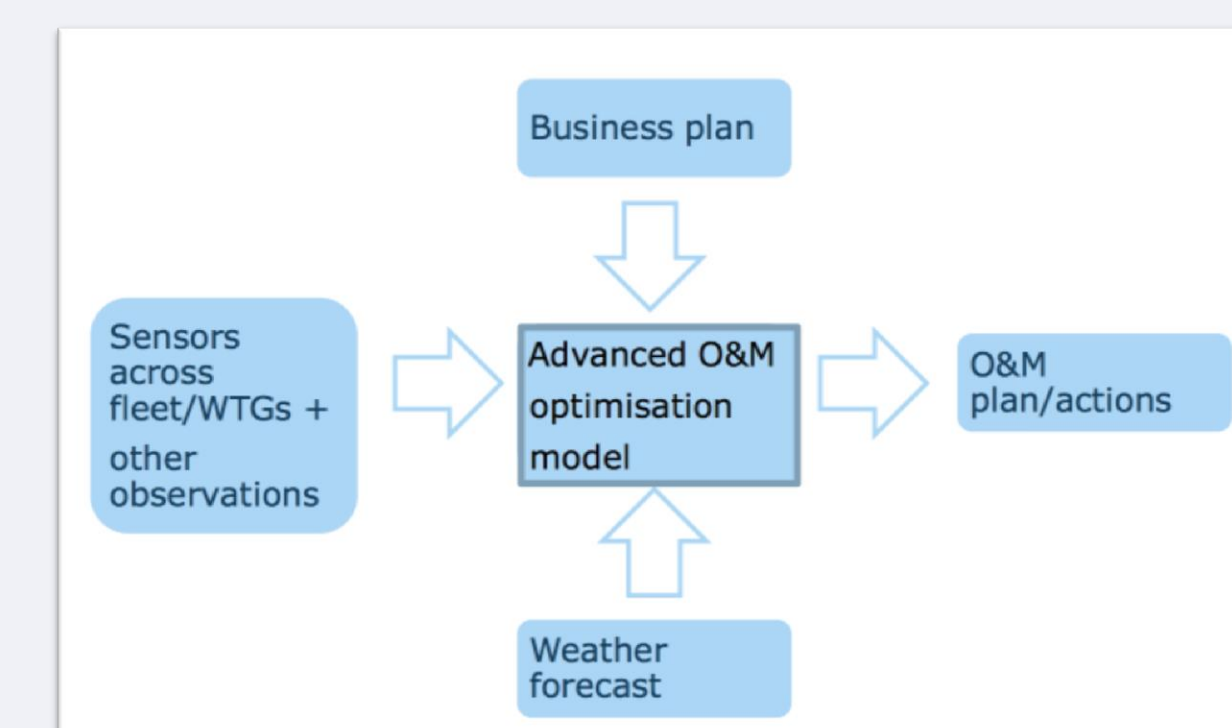 Business plan
Sensors
across
fleet/WTGs +
other
observations
Advanced O&M
optimisation
model
O&M
plan/actions
Weather
forecast